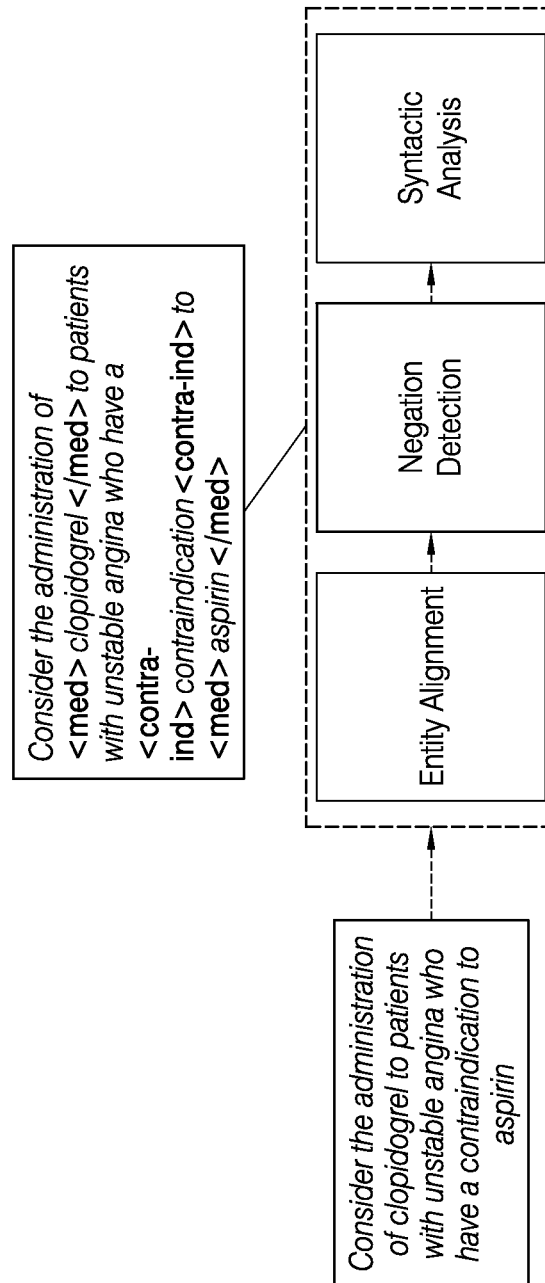 Consider the administration of
<med> clopidogrel </med> to patients
with unstable angina who have a
<contra-
ind> contraindication <contra-ind> to
<med> aspirin </med>
Consider the administration
of clopidogrel to patients
with unstable angina who
have a contraindication to
aspirin
Entity Alignment
Negation
Detection
Syntactic
Analysis